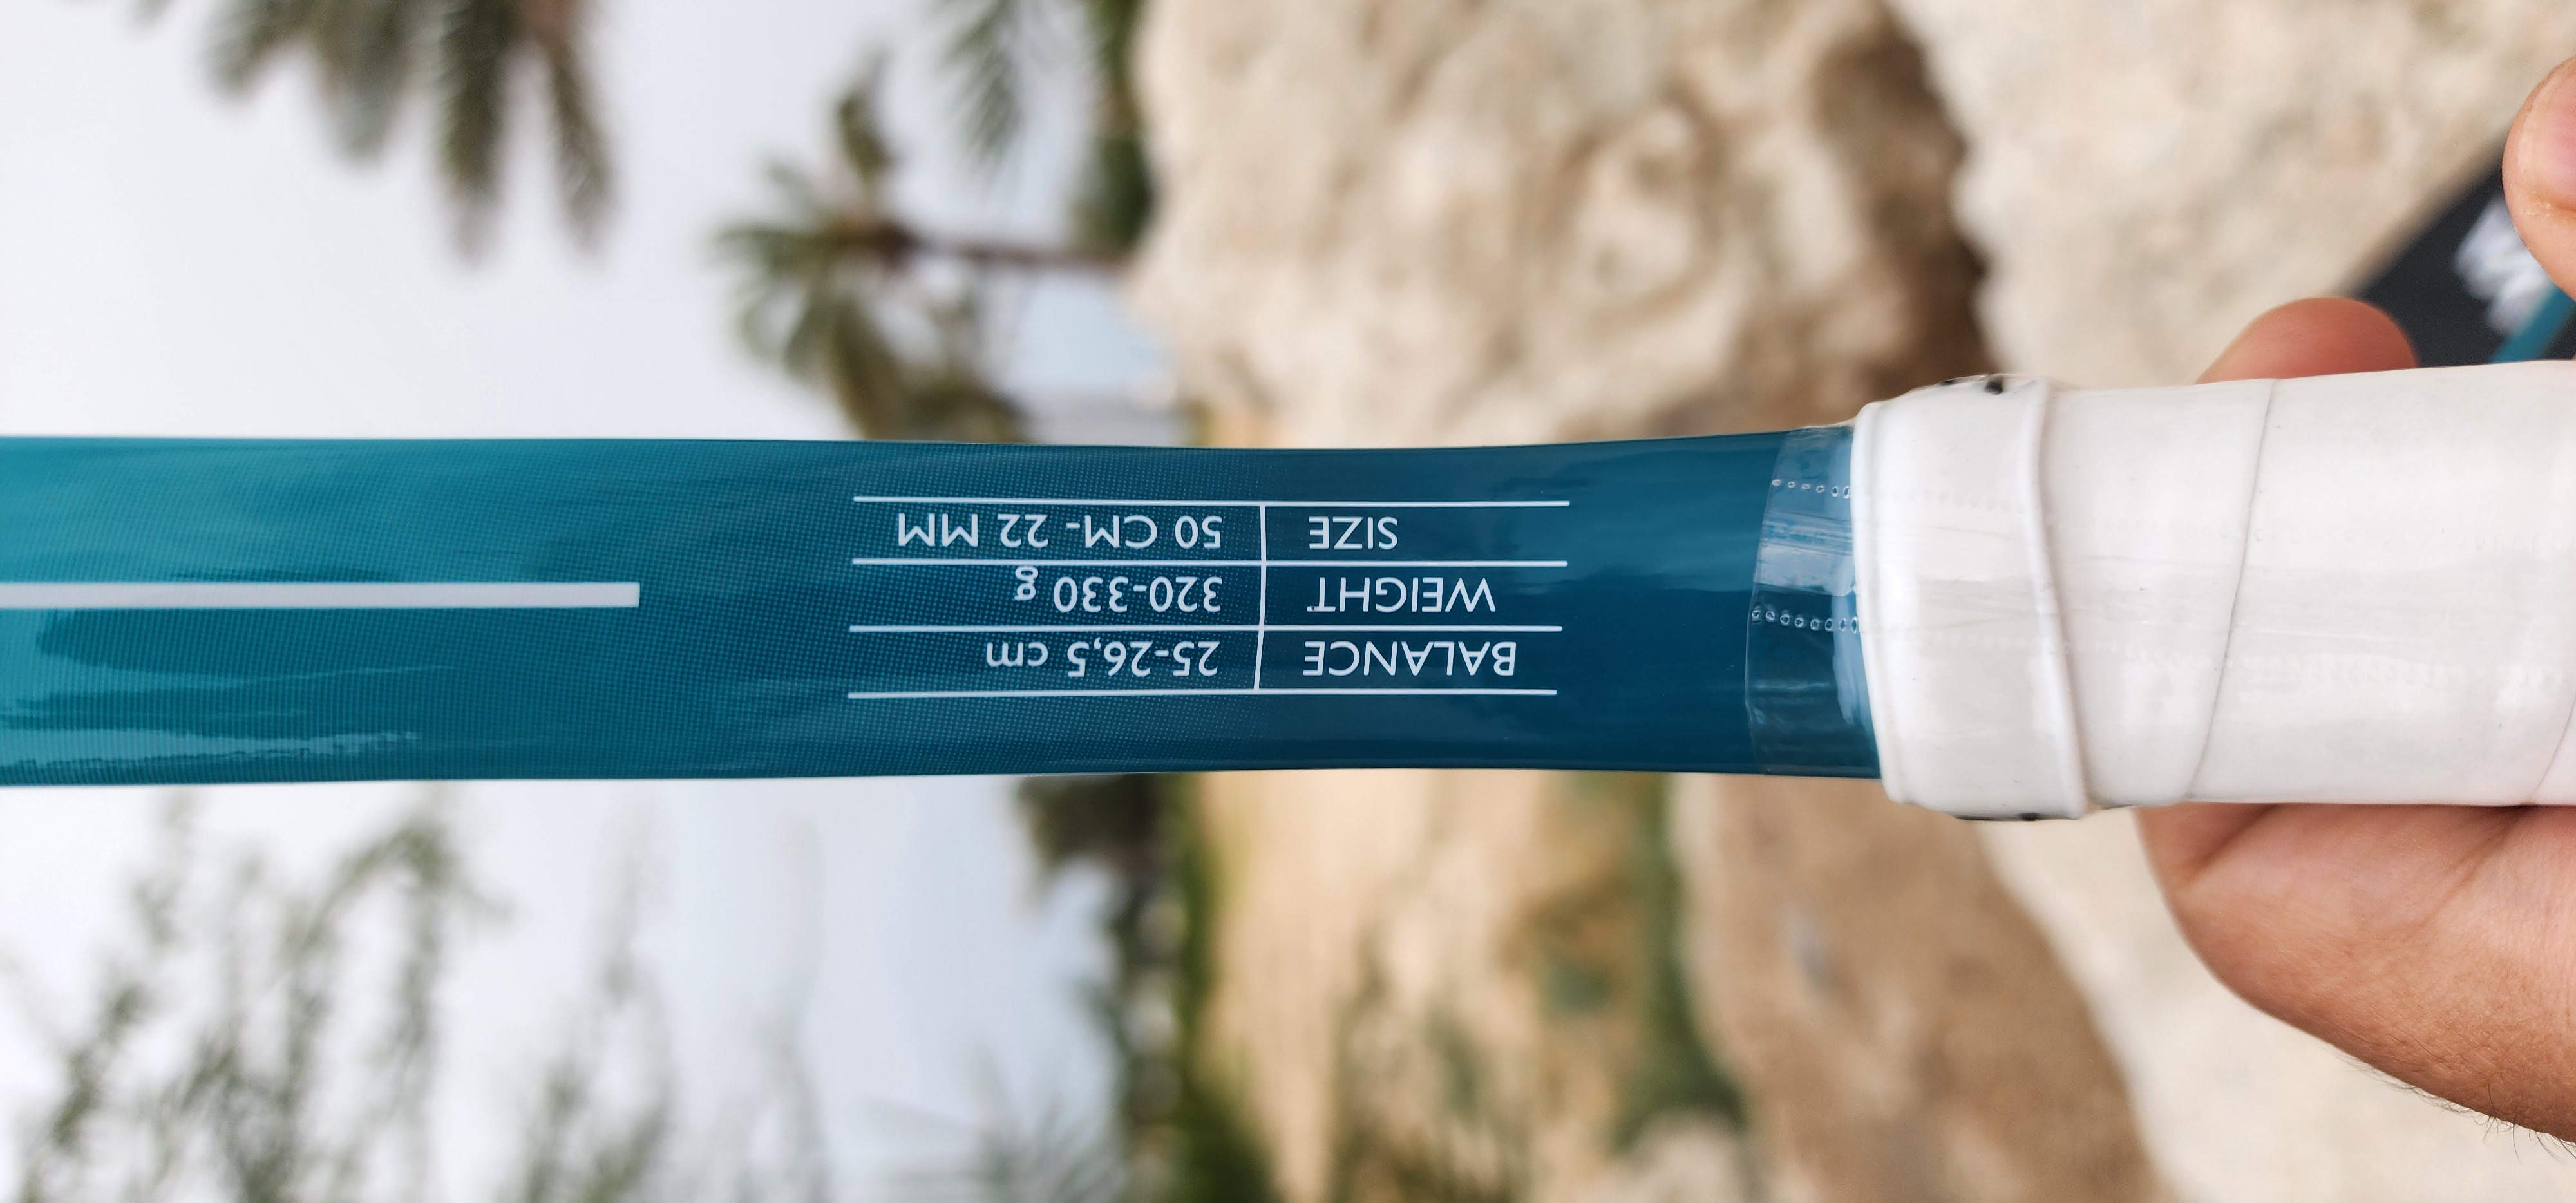 BALANCE 25-26,5 cm
WEIGHT 320-330 g
SIZE 50 CM- 22 MM